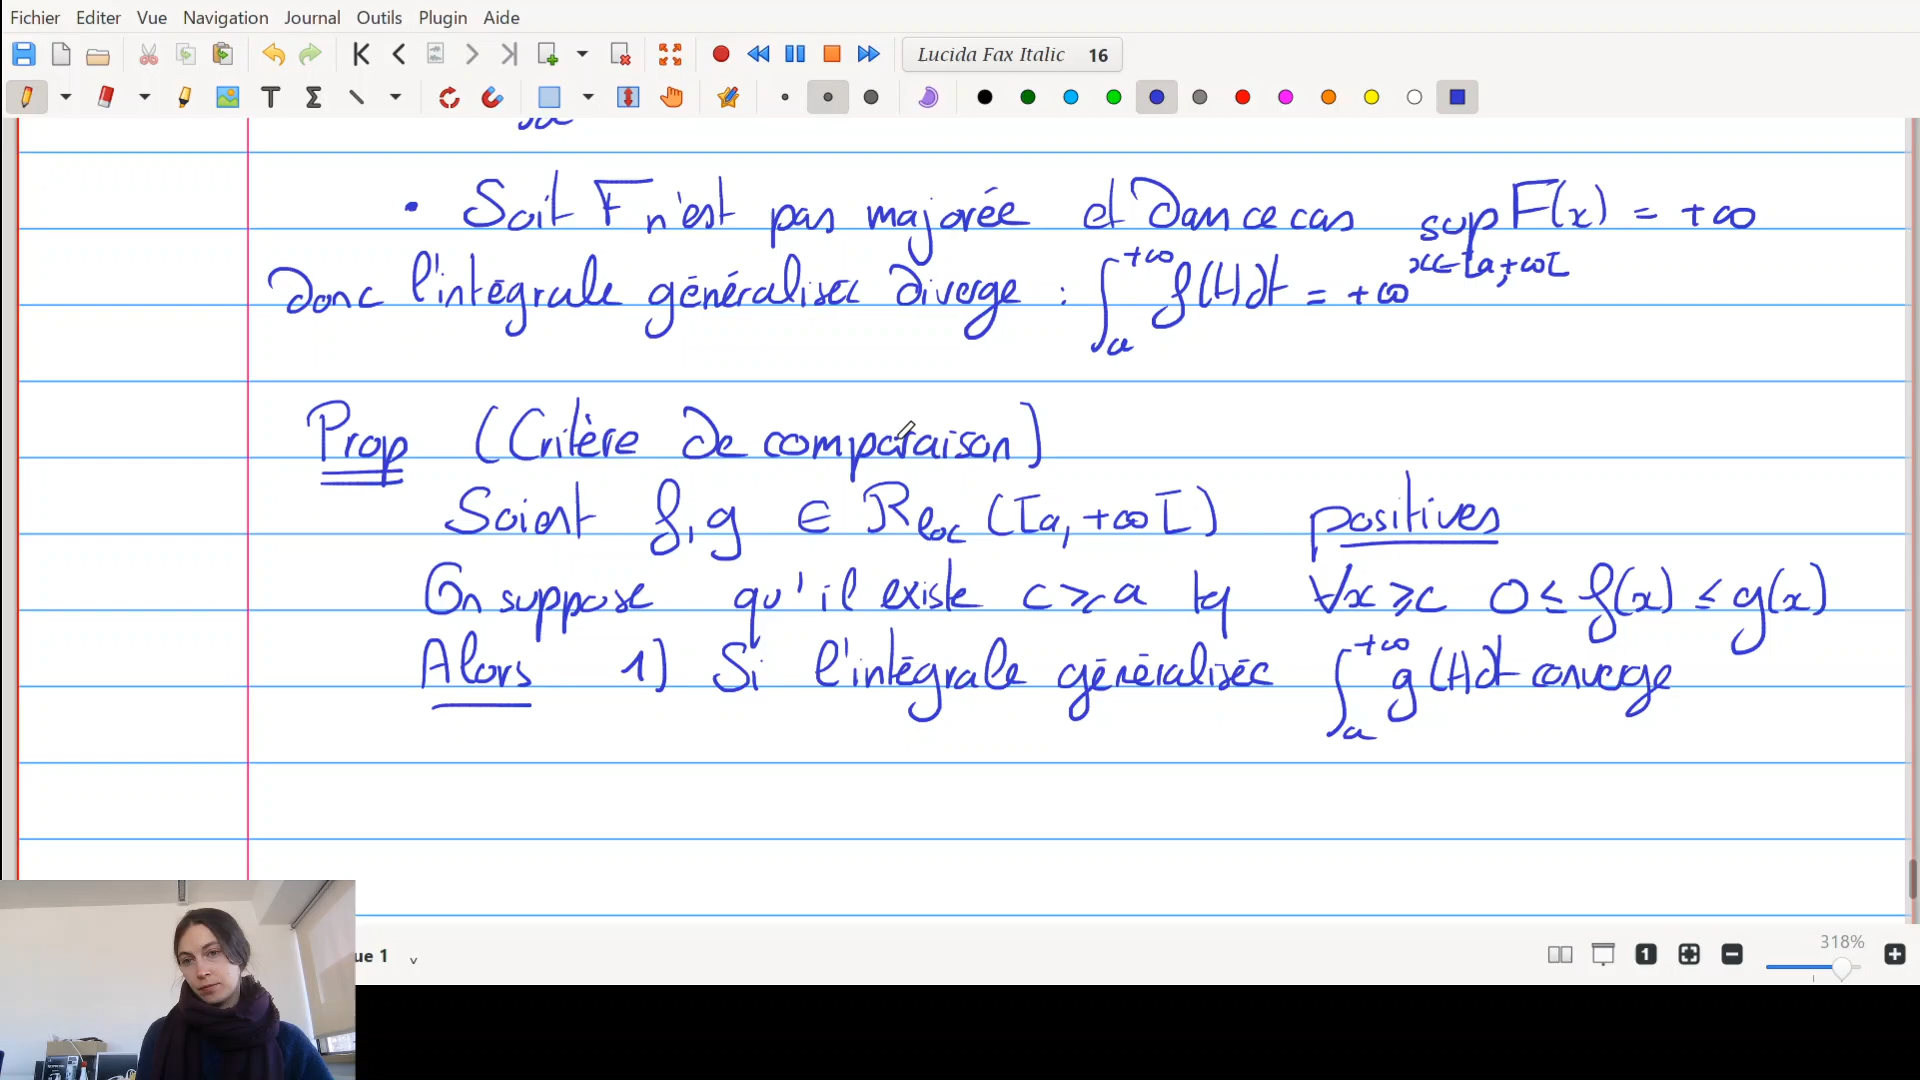 Fichier Editer Vue Navigation Journal Outils Plugin Aide
Lucida Fax Italic 16
• Soit F n'est pas majorée et dans ce cas sup F(x) = +∞
x∈[a,+∞[
donc l'intégrale généralisée diverge : ∫_a^{+∞} f(t)dt = +∞
Prop (Critère de comparaison)
Soient f, g ∈ R_loc([a,+∞[) positives
On suppose qu'il existe c ⩾ a tq ∀x ⩾ c 0 ≤ f(x) ≤ g(x)
Alors 1) Si l'intégrale généralisée ∫_a^{+∞} g(t)dt converge
ue 1
318%